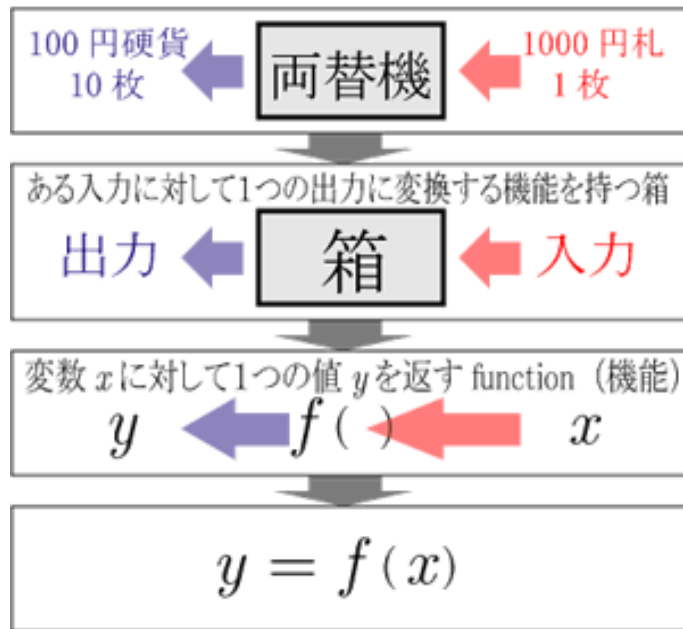 100 円硬貨
10 枚
両替機
1000 円札
1 枚
ある入力に対して1つの出力に変換する機能を持つ箱
出力
箱
入力
変数 x に対して1つの値 y を返す function（機能）
y f ( ) x
y = f ( x )